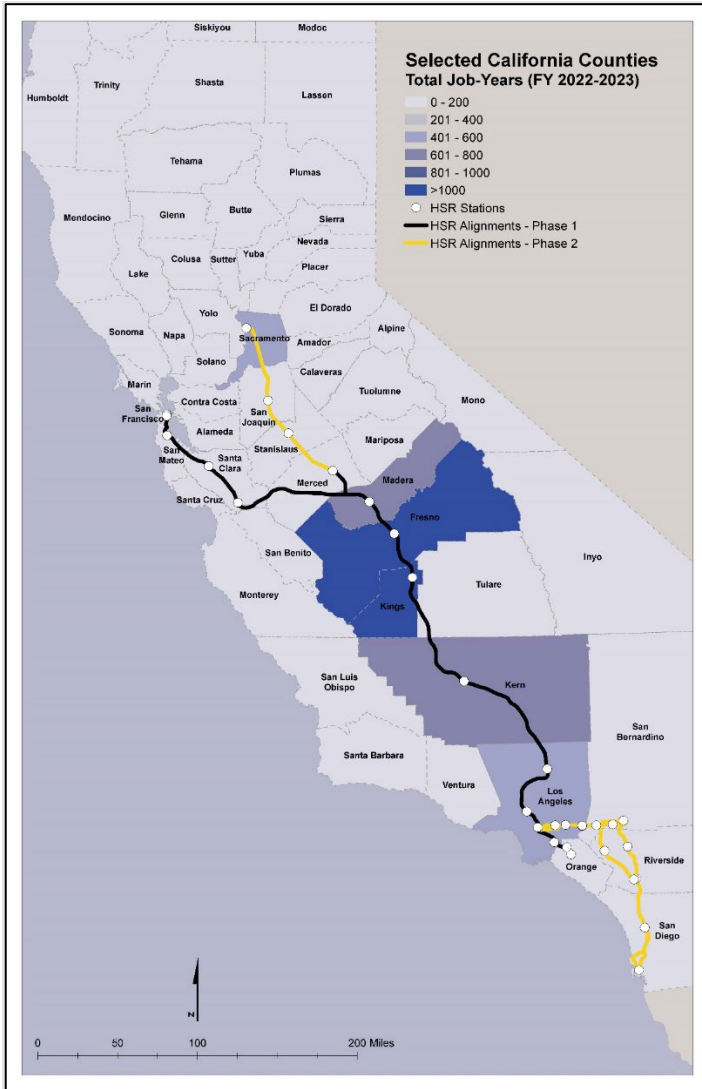 Siskiyou
Modoc
Selected California Counties
Total Job-Years (FY 2022-2023)
0 - 200
201 - 400
401 - 600
601 - 800
801 - 1000
>1000
HSR Stations
HSR Alignments - Phase 1
HSR Alignments - Phase 2
Humboldt
Trinity
Shasta
Lassen
Tehama
Plumas
Mendocino
Glenn
Butte
Sierra
Nevada
Placer
Colusa
Sutter
Yuba
Lake
El Dorado
Yolo
Sonoma
Napa
Sacramento
Amador
Alpine
Solano
Calaveras
Marin
Tuolumne
Mono
San
Francisco
Contra Costa
San
Joaquin
Alameda
Mariposa
San
Mateo
Santa
Clara
Stanislaus
Merced
Madera
Santa Cruz
Fresno
San Benito
Inyo
Monterey
Kings
Tulare
San Luis
Obispo
Kern
San
Bernardino
Santa Barbara
Ventura
Los
Angeles
Orange
Riverside
San
Diego
N
0 50 100 200 Miles